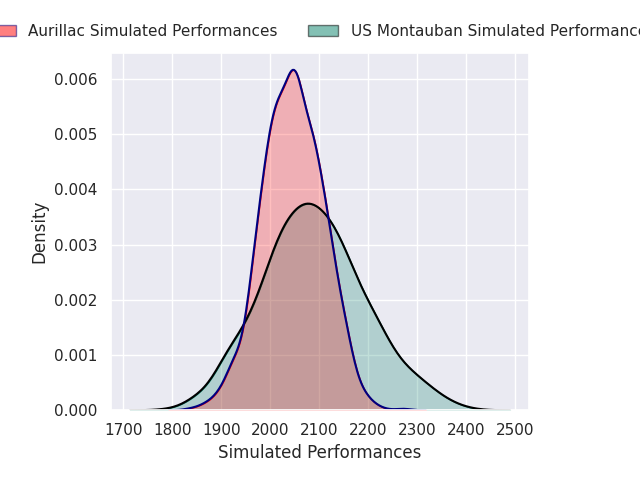 Aurillac Simulated Performances US Montauban Simulated Performanc
0.006
0.005
0.004
0.003
0.002
0.001
0.000
Density
1700 1800 1900 2000 2100 2200 2300 2400 2500
Simulated Performances